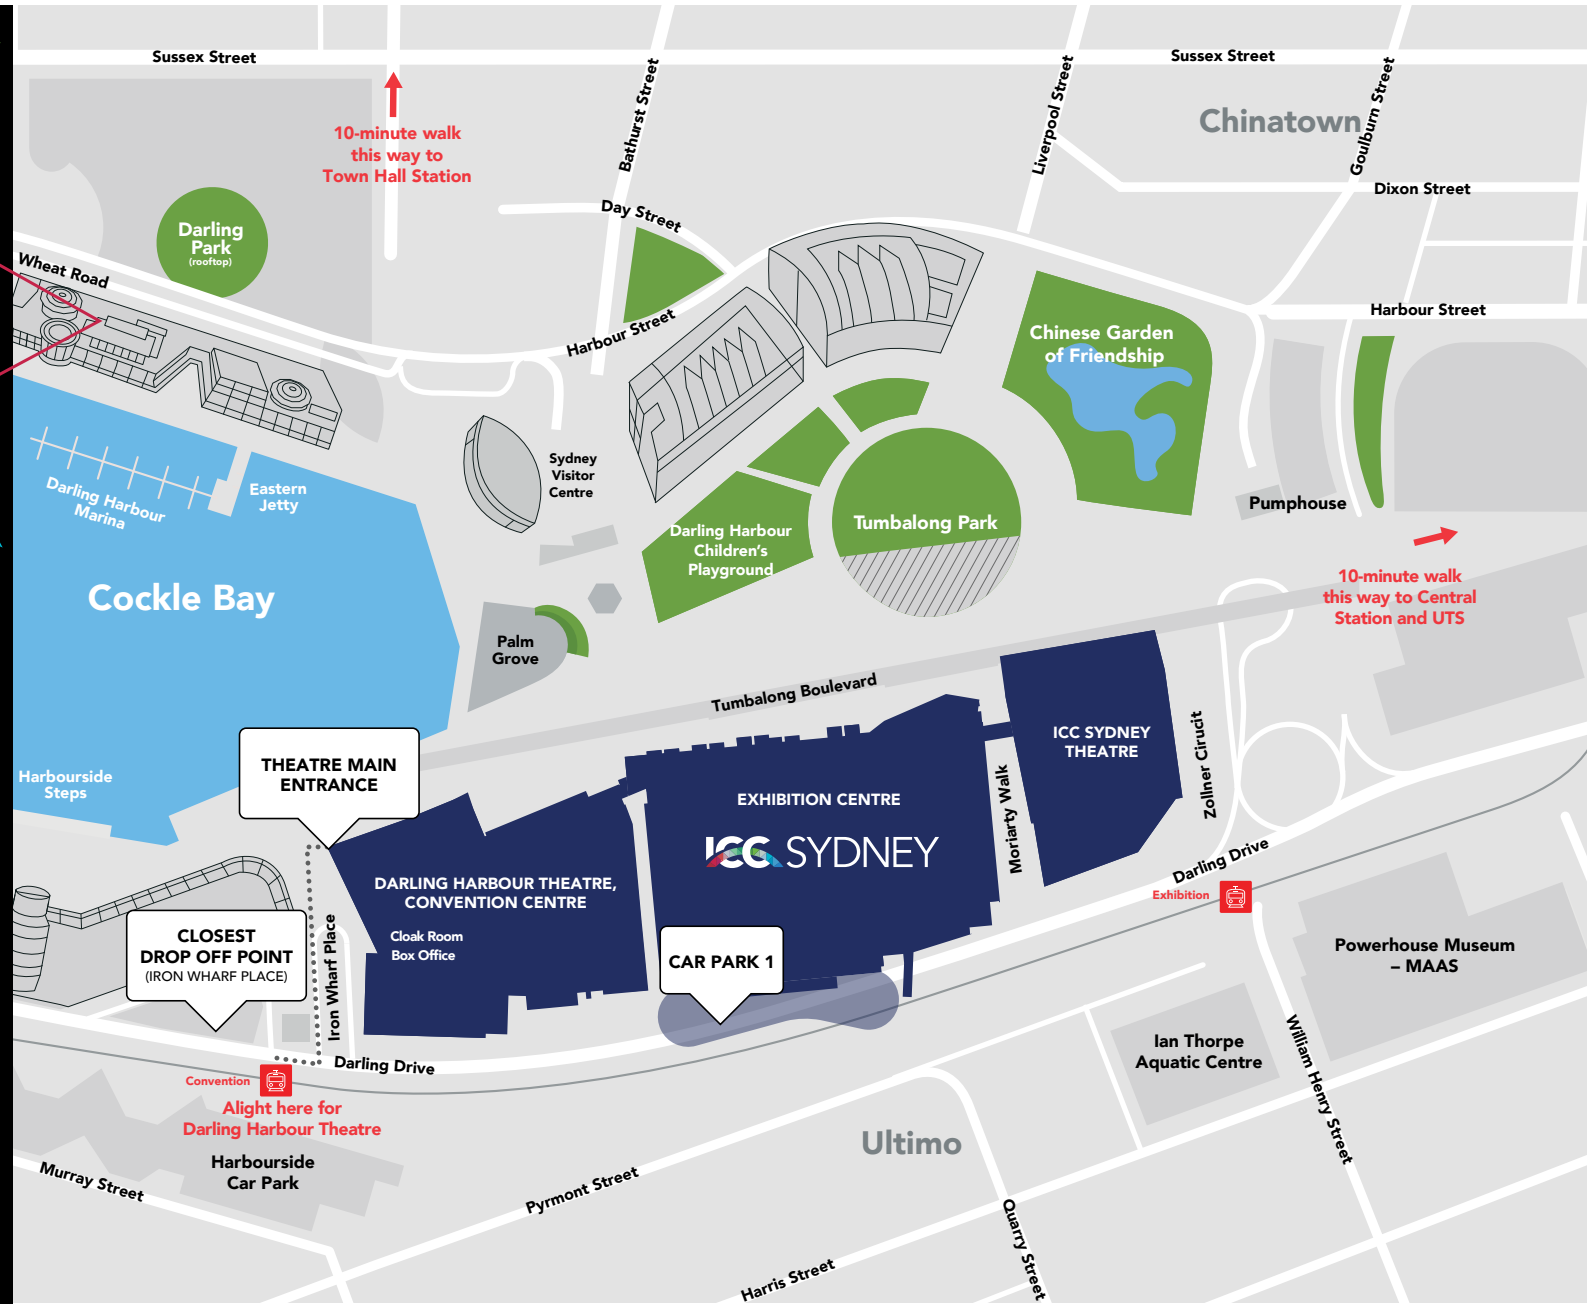 Sussex Street
Sussex Street
Bathurst Street
Liverpool Street
Goulburn Street
Chinatown
10-minute walk
this way to
Town Hall Station
Dixon Street
Day Street
Darling
Park
(rooftop)
Wheat Road
Harbour Street
Harbour Street
Chinese Garden
of Friendship
Sydney
Visitor
Centre
Darling Harbour
Marina
Eastern
Jetty
Pumphouse
Tumbalong Park
Darling Harbour
Children's
Playground
Cockle Bay
10-minute walk
this way to Central
Station and UTS
Palm
Grove
Tumbalong Boulevard
ICC SYDNEY
THEATRE
Zollner Cirucit
Moriarty Walk
THEATRE MAIN
ENTRANCE
Harbourside
Steps
EXHIBITION CENTRE
ICC SYDNEY
DARLING HARBOUR THEATRE,
CONVENTION CENTRE
Cloak Room
Box Office
Darling Drive
Exhibition
CLOSEST
DROP OFF POINT
(IRON WHARF PLACE)
Iron Wharf Place
CAR PARK 1
Powerhouse Museum
– MAAS
Ian Thorpe
Aquatic Centre
William Henry Street
Darling Drive
Convention
Alight here for
Darling Harbour Theatre
Harbourside
Car Park
Murray Street
Ultimo
Pyrmont Street
Quarry Street
Harris Street